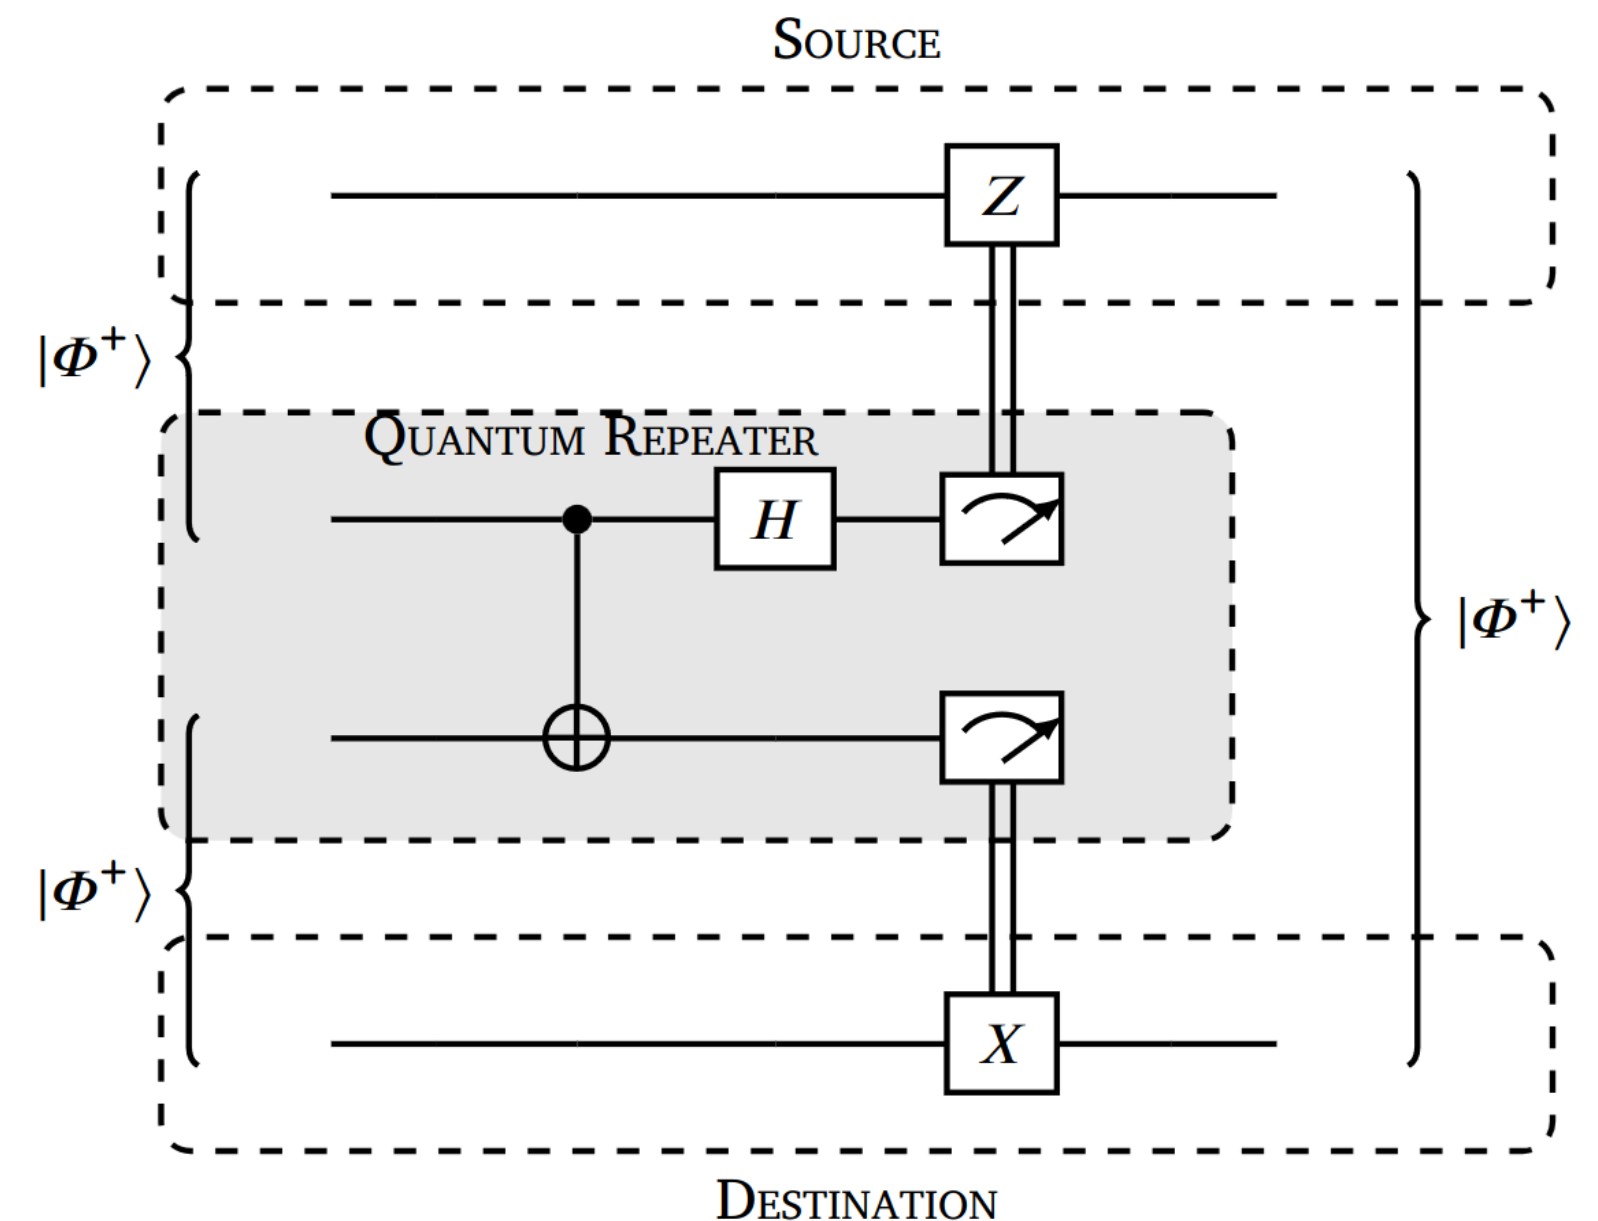 SOURCE
Z
|Φ⁺⟩
QUANTUM REPEATER
H
|Φ⁺⟩
|Φ⁺⟩
X
DESTINATION